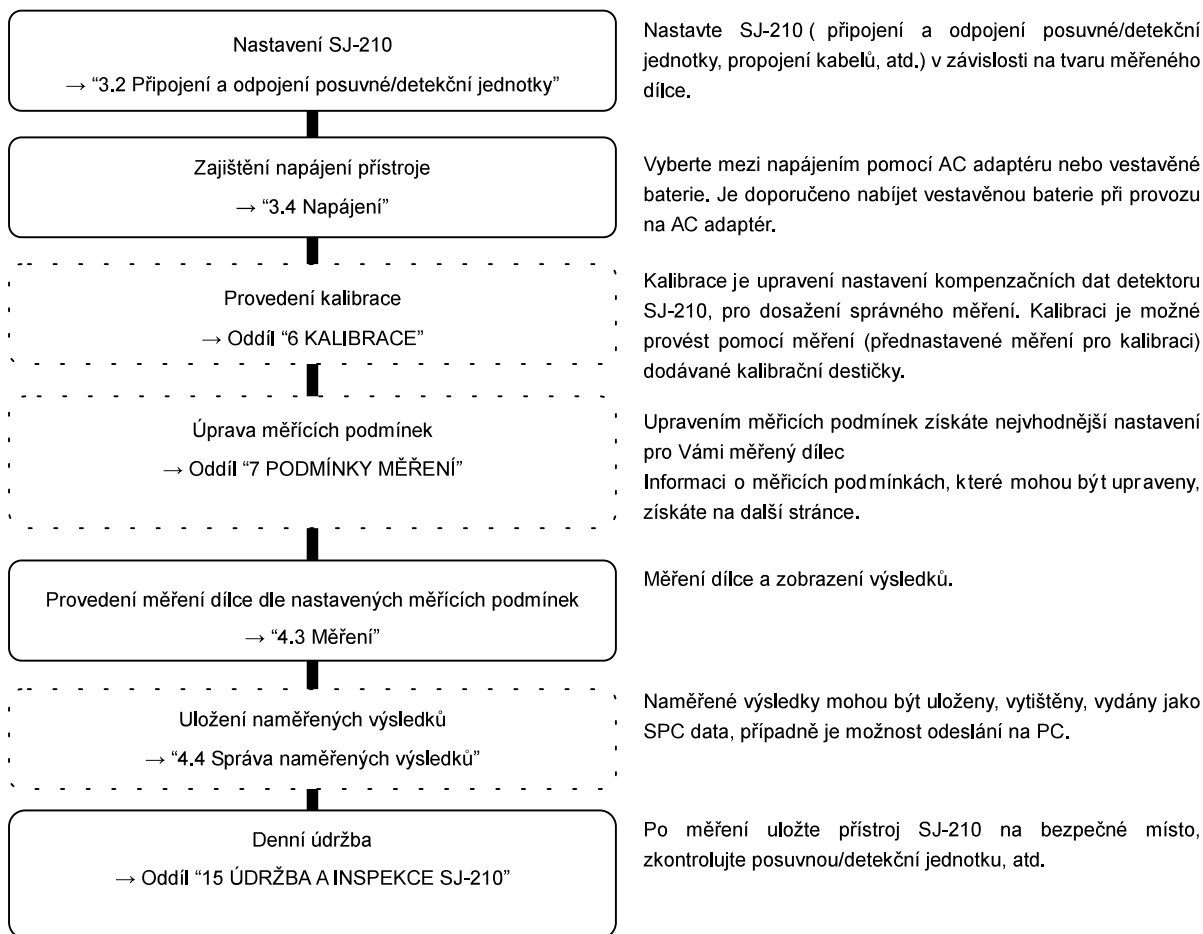 Nastavení SJ-210
→ “3.2 Připojení a odpojení posuvné/detekční jednotky”
Nastavte SJ-210 ( připojení a odpojení posuvné/detekční
jednotky, propojení kabelů, atd.) v závislosti na tvaru měřeného
dílce.
Zajištění napájení přístroje
→ “3.4 Napájení”
Vyberte mezi napájením pomocí AC adaptéru nebo vestavěné
baterie. Je doporučeno nabíjet vestavěnou baterie při provozu
na AC adaptér.
Provedení kalibrace
→ Oddíl “6 KALIBRACE”
Kalibrace je upravení nastavení kompenzačních dat detektoru
SJ-210, pro dosažení správného měření. Kalibraci je možné
provést pomocí měření (přednastavené měření pro kalibraci)
dodávané kalibrační destičky.
Úprava měřících podmínek
→ Oddíl “7 PODMÍNKY MĚŘENÍ”
Upravením měřicích podmínek získáte nejvhodnější nastavení
pro Vámi měřený dílec
Informaci o měřicích podmínkách, které mohou být upraveny,
získáte na další stránce.
Provedení měření dílce dle nastavených měřících podmínek
→ “4.3 Měření”
Měření dílce a zobrazení výsledků.
Uložení naměřených výsledků
→ “4.4 Správa naměřených výsledků”
Naměřené výsledky mohou být uloženy, vytištěny, vydány jako
SPC data, případně je možnost odeslání na PC.
Denní údržba
→ Oddíl “15 ÚDRŽBA A INSPEKCE SJ-210”
Po měření uložte přístroj SJ-210 na bezpečné místo,
zkontrolujte posuvnou/detekční jednotku, atd.